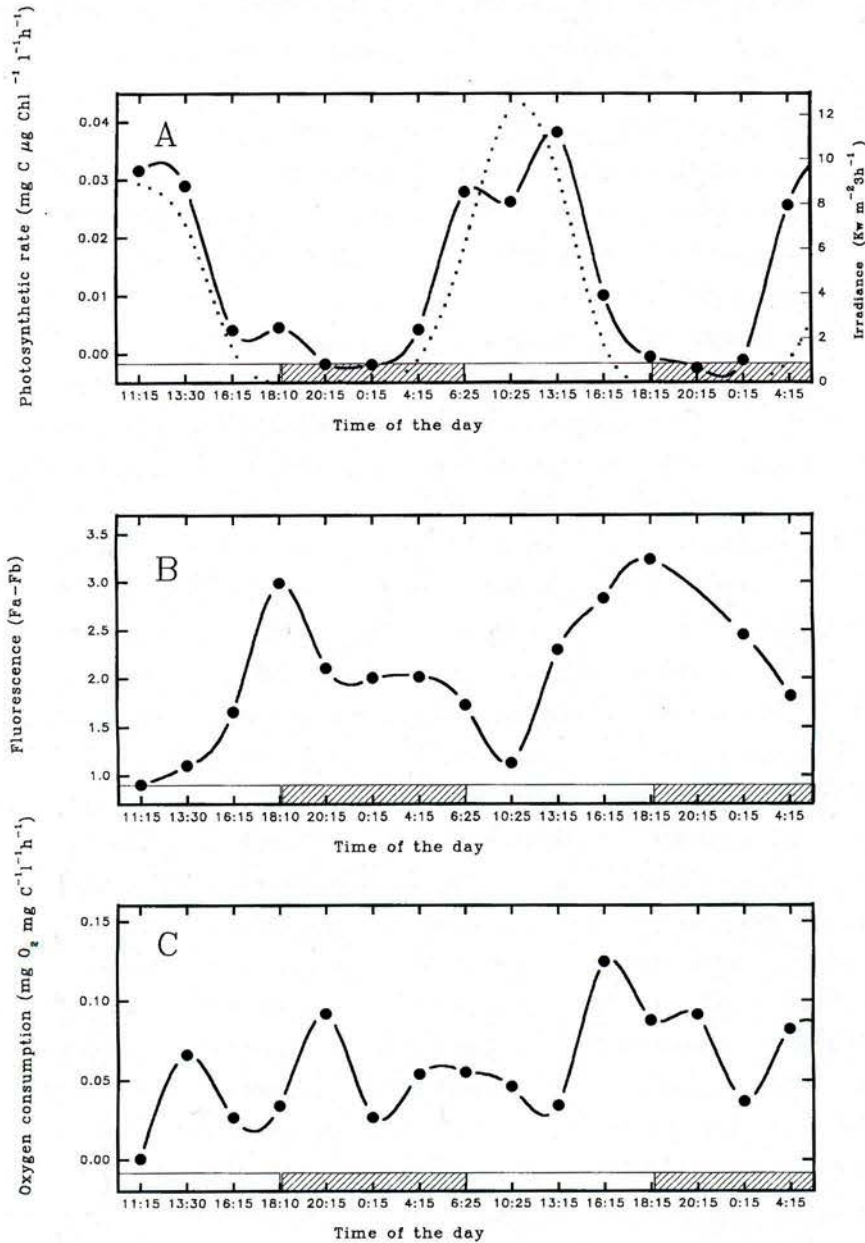 Photosynthetic rate (mg C μg Chl ⁻¹ l⁻¹h⁻¹)
A
0.04
0.03
0.02
0.01
0.00
12
10
8
6
4
2
0
Irradiance (Kw m⁻²3h⁻¹)
11:15 13:30 16:15 18:10 20:15 0:15 4:15 6:25 10:25 13:15 16:15 18:15 20:15 0:15 4:15
Time of the day
Fluorescence (Fa-Fb)
B
3.5
3.0
2.5
2.0
1.5
1.0
11:15 13:30 16:15 18:10 20:15 0:15 4:15 6:25 10:25 13:15 16:15 18:15 20:15 0:15 4:15
Time of the day
Oxygen consumption (mg O₂ mg C⁻¹l⁻¹h⁻¹)
C
0.15
0.10
0.05
0.00
11:15 13:30 16:15 18:10 20:15 0:15 4:15 6:25 10:25 13:15 16:15 18:15 20:15 0:15 4:15
Time of the day